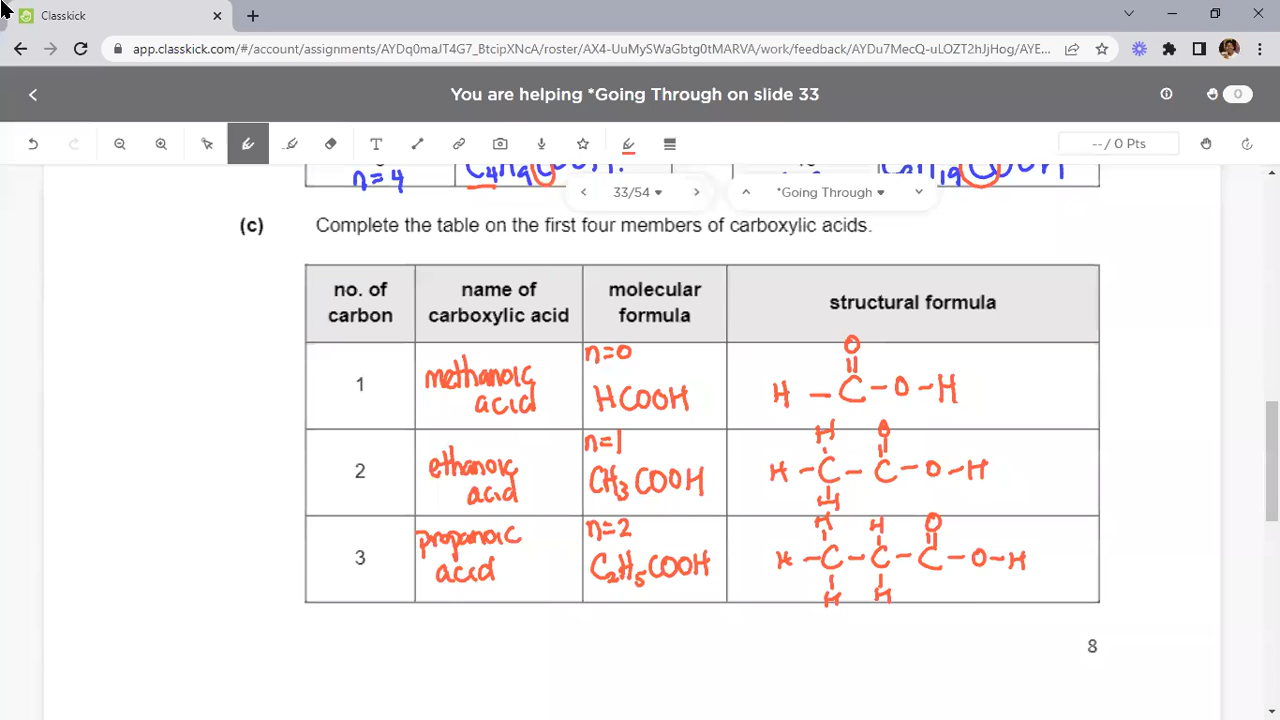 Classkick
app.classkick.com/#/account/assignments/AYDq0maJT4G7_BtcipXNcA/roster/AX4-UuMySWaGbtg0tMARVA/work/feedback/AYDu7MecQ-uLOZT2hJjHog/AYE...
You are helping *Going Through on slide 33
0
-- / 0 Pts
n = 4
33/54
*Going Through
(c) Complete the table on the first four members of carboxylic acids.
no. of carbon
name of carboxylic acid
molecular formula
structural formula
1
methanoic acid
n=0
HCOOH
O
H – C – O – H
2
ethanoic acid
n=1
CH3COOH
H O
H – C – C – O – H
H
3
propanoic acid
n=2
C2H5COOH
H H O
H – C – C – C – O – H
H H
8